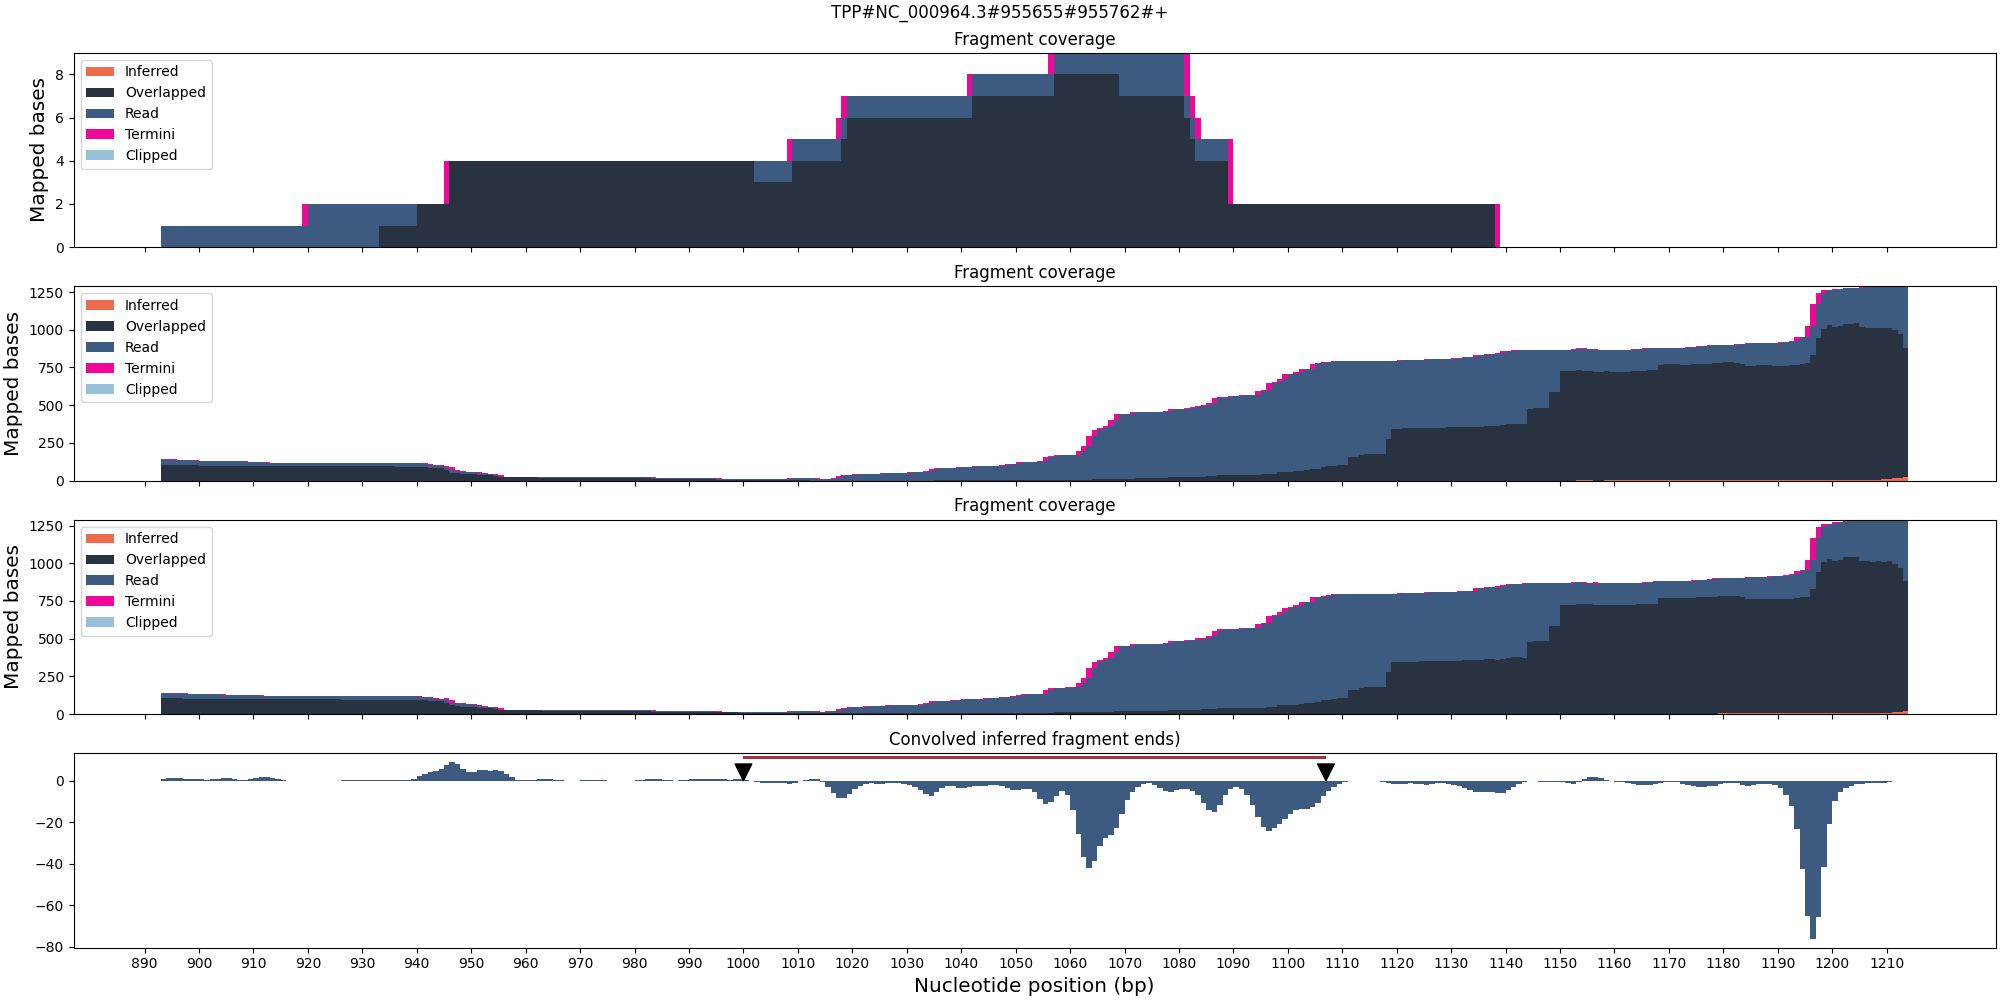 TPP#NC_000964.3#955655#955762#+
Fragment coverage
Mapped bases
8
6
4
2
0
Inferred
Overlapped
Read
Termini
Clipped
Fragment coverage
Mapped bases
1250
1000
750
500
250
0
Inferred
Overlapped
Read
Termini
Clipped
Fragment coverage
Mapped bases
1250
1000
750
500
250
0
Inferred
Overlapped
Read
Termini
Clipped
Convolved inferred fragment ends)
0
−20
−40
−60
−80
890 900 910 920 930 940 950 960 970 980 990 1000 1010 1020 1030 1040 1050 1060 1070 1080 1090 1100 1110 1120 1130 1140 1150 1160 1170 1180 1190 1200 1210
Nucleotide position (bp)